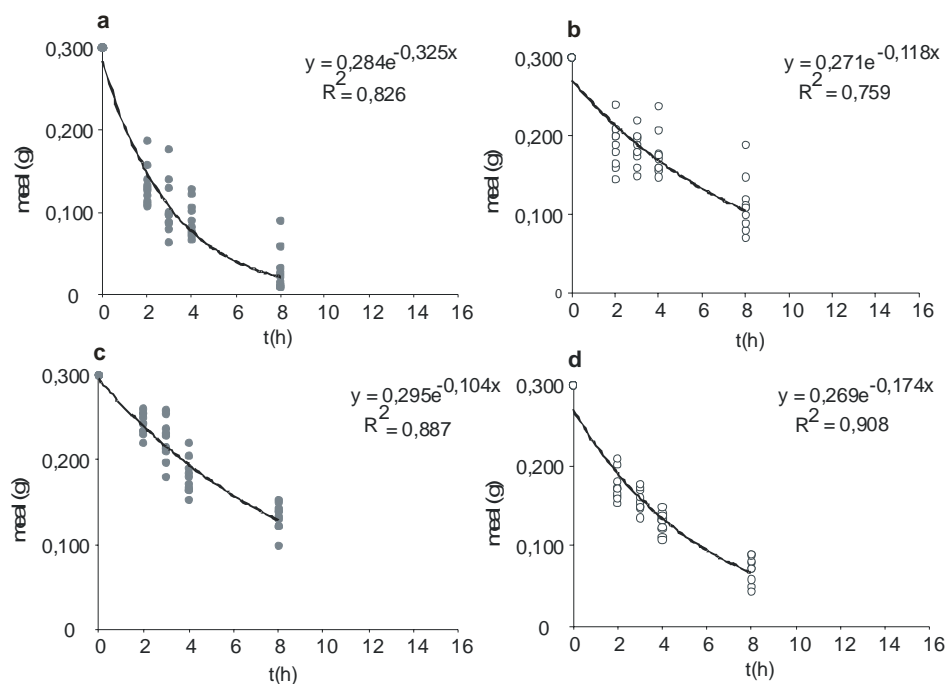 a
0,300
0,200
0,100
0
meal (g)
y = 0,284e-0,325x
R2 = 0,826
0 2 4 6 8 10 12 14 16
t(h)
b
0,300
0,200
0,100
0
meal (g)
y = 0,271e-0,118x
R2 = 0,759
0 2 4 6 8 10 12 14 16
t(h)
c
0,300
0,200
0,100
0
meal (g)
y = 0,295e-0,104x
R2 = 0,887
0 2 4 6 8 10 12 14 16
t(h)
d
0,300
0,200
0,100
0
meal (g)
y = 0,269e-0,174x
R2 = 0,908
0 2 4 6 8 10 12 14 16
t(h)